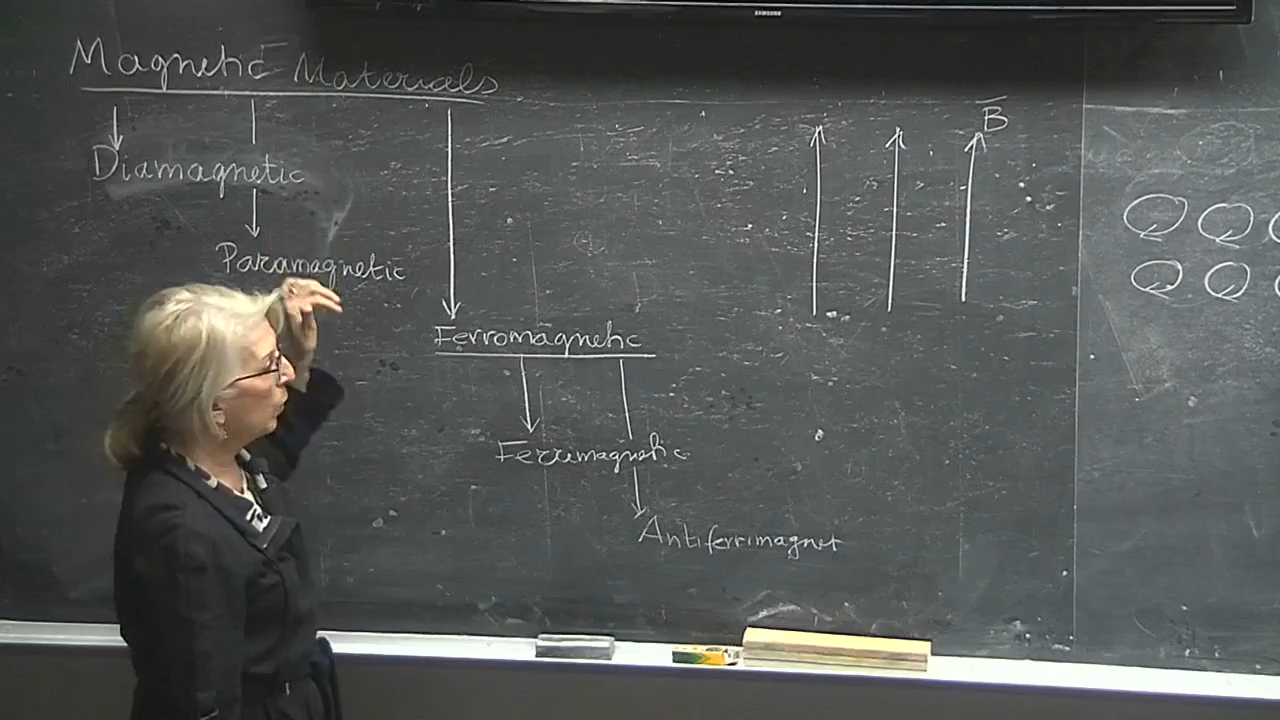 SAMSUNG
Magnetic Materials
B̅
Diamagnetic
Paramagnetic
Ferromagnetic
Ferrimagnetic
Antiferrimagnet